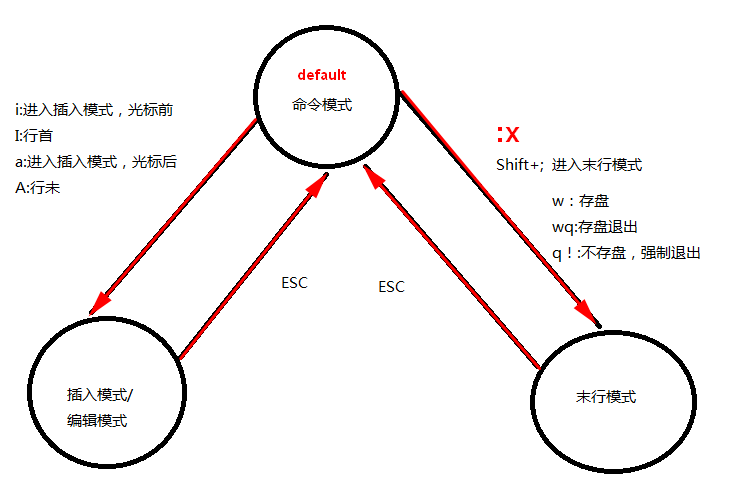 default
命令模式
i:进入插入模式，光标前
I:行首
a:进入插入模式，光标后
A:行未
:X
Shift+; 进入末行模式
w：存盘
wq:存盘退出
q！:不存盘，强制退出
ESC
ESC
插入模式/
编辑模式
末行模式